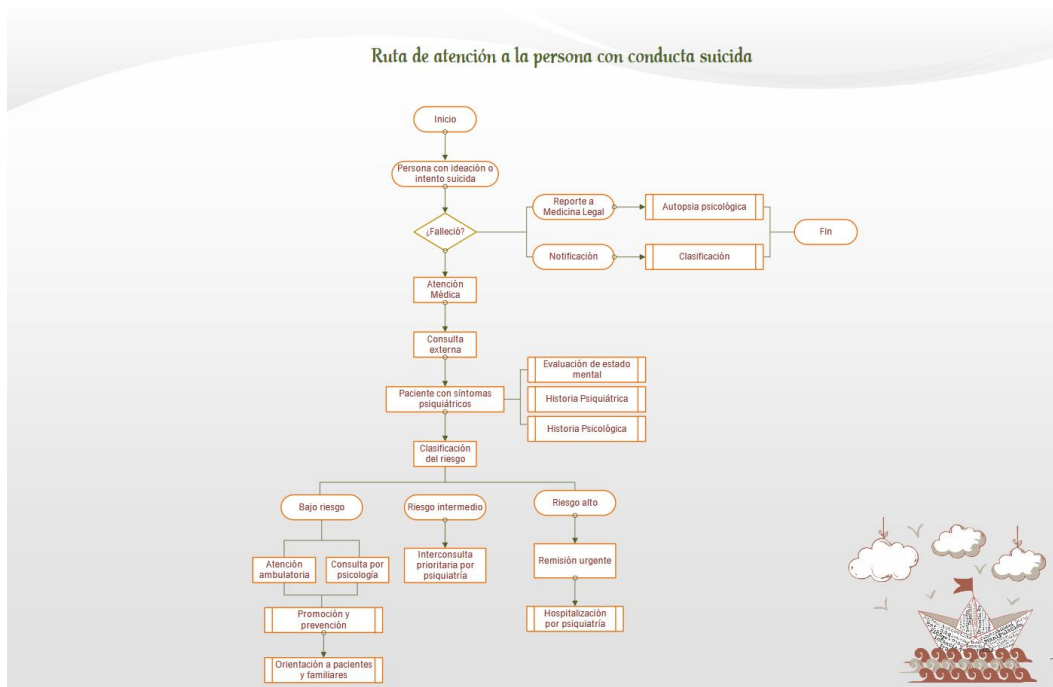 Ruta de atención a la persona con conducta suicida
Inicio
Persona con ideación o
intento suicida
¿Falleció?
Reporte a
Medicina Legal
Autopsia psicológica
Fin
Notificación
Clasificación
Atención
Médica
Consulta
externa
Paciente con síntomas
psiquiátricos
Evaluación de estado
mental
Historia Psiquiátrica
Historia Psicológica
Clasificación
del riesgo
Bajo riesgo
Riesgo intermedio
Riesgo alto
Atención
ambulatoria
Consulta por
psicología
Interconsulta
prioritaria por
psiquiatría
Remisión urgente
Promoción y
prevención
Hospitalización
por psiquiatría
Orientación a pacientes
y familiares